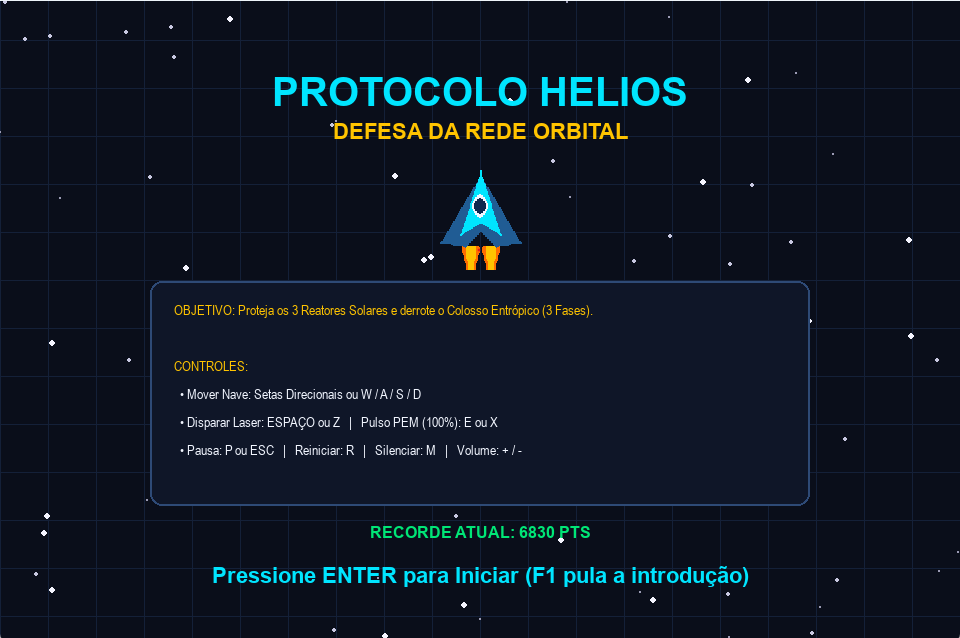 PROTOCOLO HELIOS
DEFESA DA REDE ORBITAL
OBJETIVO: Proteja os 3 Reatores Solares e derrote o Colosso Entrópico (3 Fases).
CONTROLES:
• Mover Nave: Setas Direcionais ou W / A / S / D
• Disparar Laser: ESPAÇO ou Z | Pulso PEM (100%): E ou X
• Pausa: P ou ESC | Reiniciar: R | Silenciar: M | Volume: + / -
RECORDE ATUAL: 6830 PTS
Pressione ENTER para Iniciar (F1 pula a introdução)